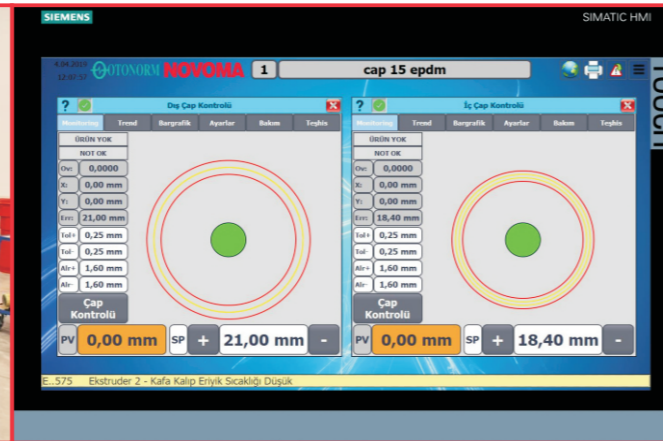 SIEMENS
SIMATIC HMI
TOUCH
4.04.2019
12:07:57
OTONORM NOVOMA
1
cap 15 epdm
? Dış Çap Kontrolü
Monitoring Trend Bargrafik Ayarlar Bakım Teşhis
ÜRÜN YOK
NOT OK
Ov: 0,0000
X: 0,00 mm
Y: 0,00 mm
Err: 21,00 mm
Tol+ 0,25 mm
Tol- 0,25 mm
Alr+ 1,60 mm
Alr- 1,60 mm
Çap
Kontrolü
PV 0,00 mm SP + 21,00 mm -
? İç Çap Kontrolü
Monitoring Trend Bargrafik Ayarlar Bakım Teşhis
ÜRÜN YOK
NOT OK
Ov: 0,0000
X: 0,00 mm
Y: 0,00 mm
Err: 18,40 mm
Tol+ 0,25 mm
Tol- 0,25 mm
Alr+ 1,60 mm
Alr- 1,60 mm
Çap
Kontrolü
PV 0,00 mm SP + 18,40 mm -
E..575 Ekstruder 2 - Kafa Kalıp Eriyik Sıcaklığı Düşük